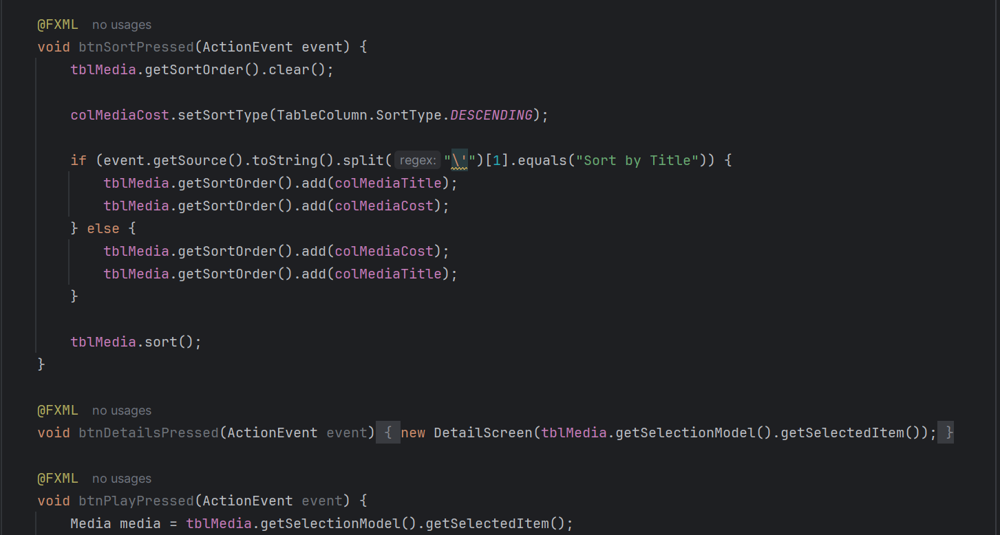 @FXML no usages
void btnSortPressed(ActionEvent event) {
tblMedia.getSortOrder().clear();
colMediaCost.setSortType(TableColumn.SortType.DESCENDING);
if (event.getSource().toString().split( regex: "\'")[1].equals("Sort by Title")) {
tblMedia.getSortOrder().add(colMediaTitle);
tblMedia.getSortOrder().add(colMediaCost);
} else {
tblMedia.getSortOrder().add(colMediaCost);
tblMedia.getSortOrder().add(colMediaTitle);
}
tblMedia.sort();
}
@FXML no usages
void btnDetailsPressed(ActionEvent event) { new DetailScreen(tblMedia.getSelectionModel().getSelectedItem()); }
@FXML no usages
void btnPlayPressed(ActionEvent event) {
Media media = tblMedia.getSelectionModel().getSelectedItem();